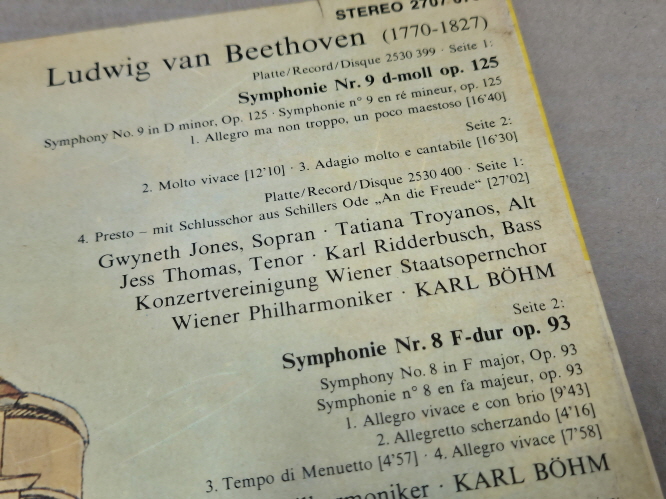 STEREO 2707
Ludwig van Beethoven (1770-1827)
Platte/Record/Disque 2530 399 · Seite 1:
Symphonie Nr. 9 d-moll op. 125
Symphony No. 9 in D minor, Op. 125 · Symphonie n° 9 en ré mineur, op. 125
1. Allegro ma non troppo, un poco maestoso [16'40]
Seite 2:
2. Molto vivace [12'10] · 3. Adagio molto e cantabile [16'30]
Platte/Record/Disque 2530 400 · Seite 1:
4. Presto – mit Schlusschor aus Schillers Ode „An die Freude" [27'02]
Gwyneth Jones, Sopran · Tatiana Troyanos, Alt
Jess Thomas, Tenor · Karl Ridderbusch, Bass
Konzertvereinigung Wiener Staatsopernchor
Wiener Philharmoniker · KARL BÖHM
Seite 2:
Symphonie Nr. 8 F-dur op. 93
Symphony No. 8 in F major, Op. 93
Symphonie n° 8 en fa majeur, op. 93
1. Allegro vivace e con brio [9'43]
2. Allegretto scherzando [4'16]
3. Tempo di Menuetto [4'57] · 4. Allegro vivace [7'58]
KARL BÖHM